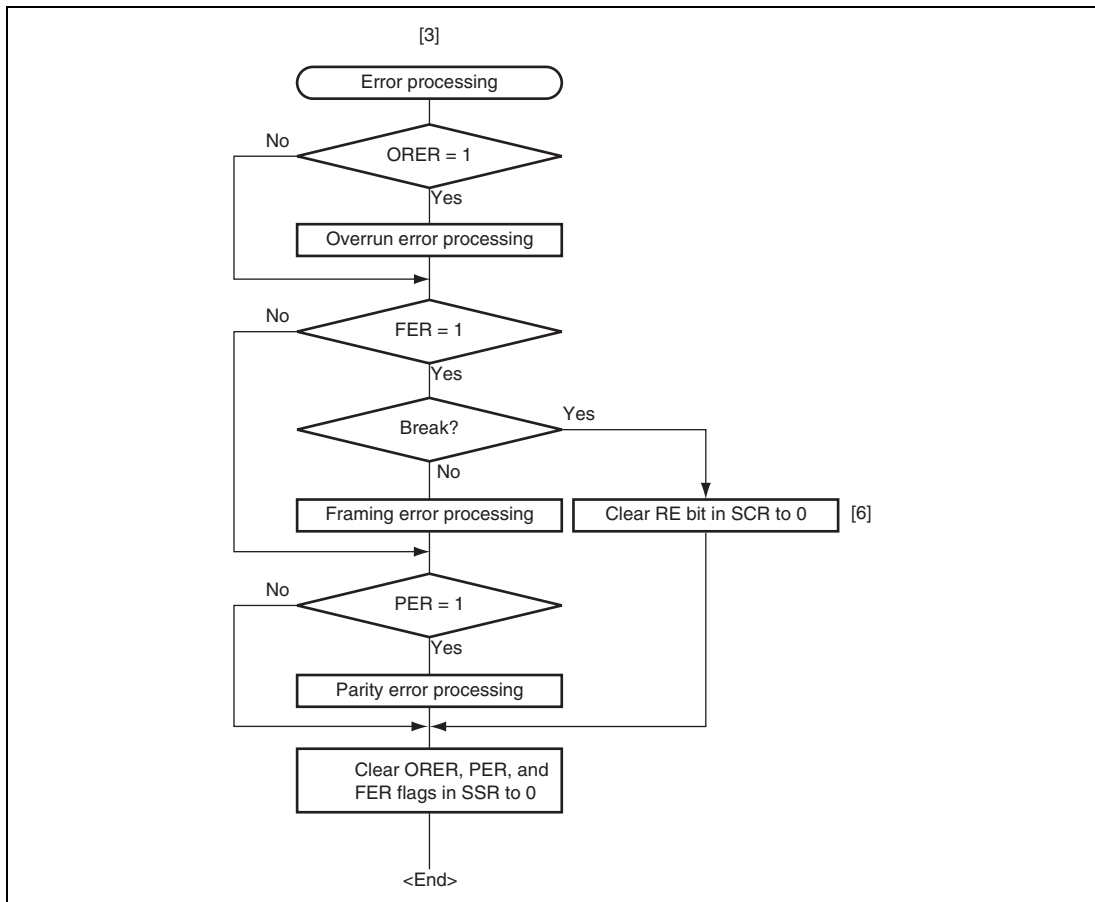 [3]
Error processing
No
ORER = 1
Yes
Overrun error processing
No
FER = 1
Yes
Break?
Yes
No
Framing error processing
Clear RE bit in SCR to 0
[6]
No
PER = 1
Yes
Parity error processing
Clear ORER, PER, and
FER flags in SSR to 0
<End>